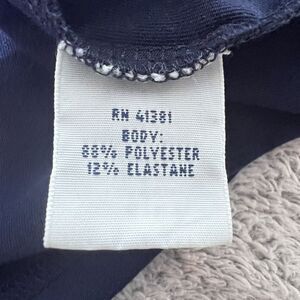 RN 41381
BODY:
88% POLYESTER
12% ELASTANE